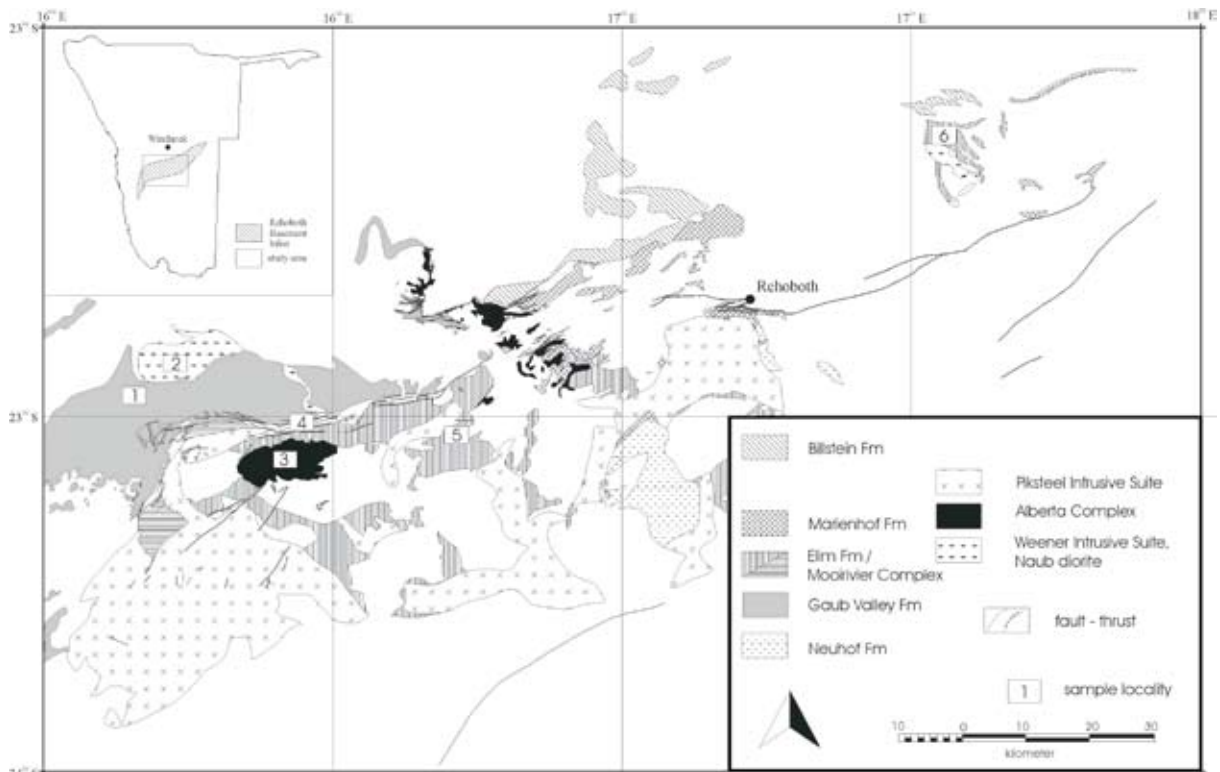 16°° E
16°° E
17°° E
17°° E
18°° E
23°° S
Windhoek
Rehoboth
Basement
Inlier
study area
6
Rehoboth
2
1
23°° S
4
5
3
Billstein Fm
Marienhof Fm
Elim Fm /
Mooirivier Complex
Gaub Valley Fm
Neuhof Fm
Piksteel Intrusive Suite
Alberta Complex
Weener Intrusive Suite,
Naub diorite
fault - thrust
1 sample locality
10 0 10 20 30
kilometer